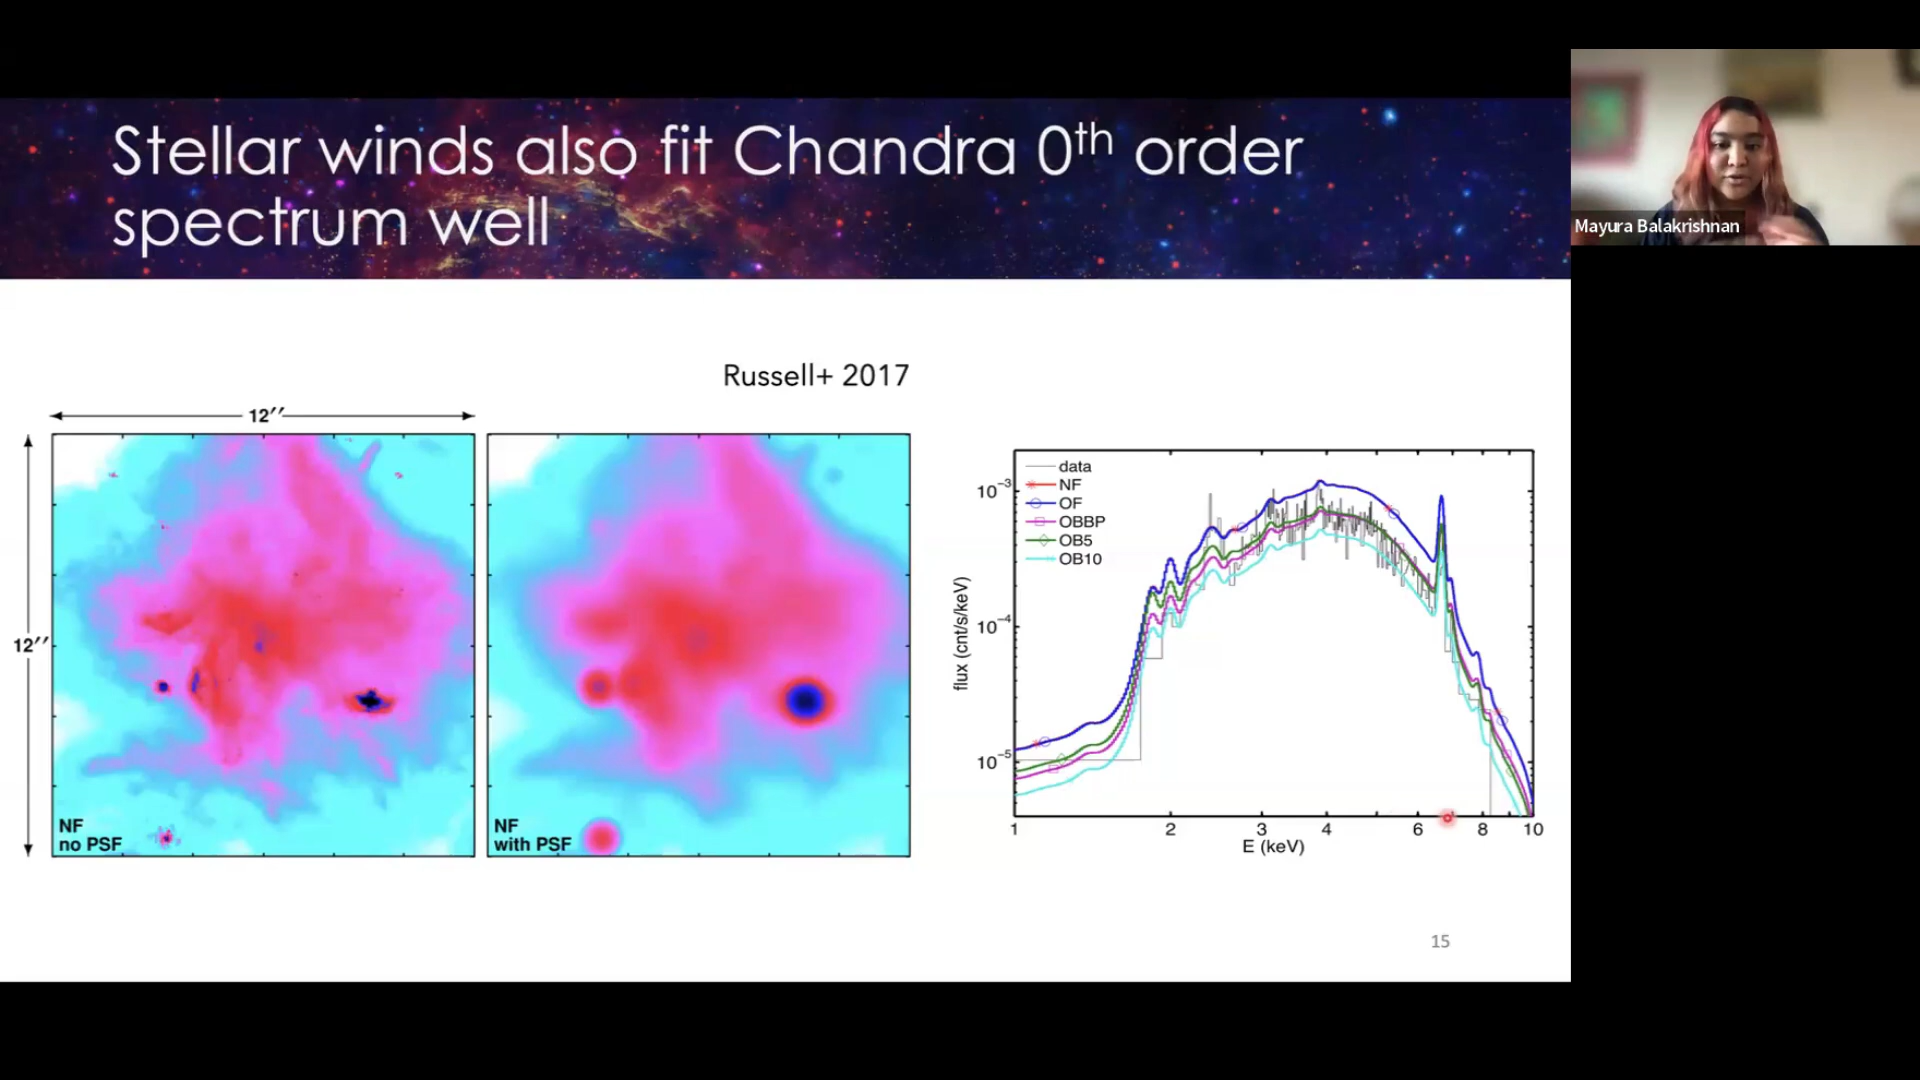 Stellar winds also fit Chandra 0th order
spectrum well
Mayura Balakrishnan
Russell+ 2017
12′′
12′′
NF
no PSF
NF
with PSF
data
NF
OF
OBBP
OB5
OB10
flux (cnt/s/keV)
10⁻³
10⁻⁴
10⁻⁵
1 2 3 4 6 8 10
E (keV)
15